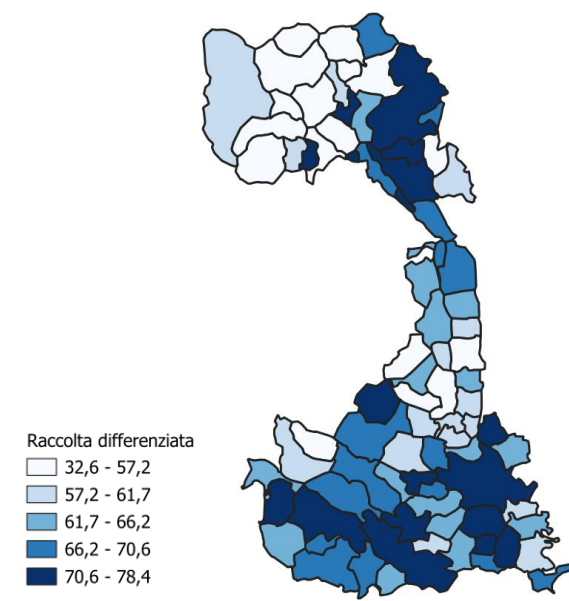 Raccolta differenziata
32,6 - 57,2
57,2 - 61,7
61,7 - 66,2
66,2 - 70,6
70,6 - 78,4